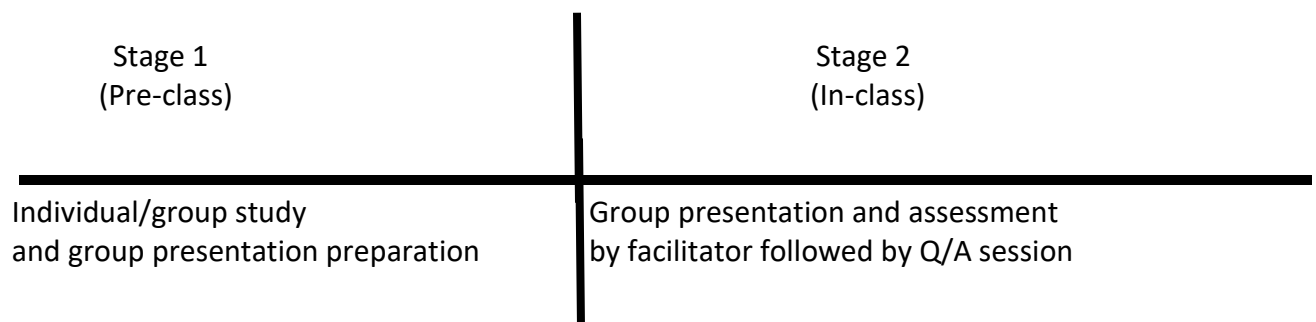 Stage 1
(Pre-class)
Stage 2
(In-class)
Individual/group study
and group presentation preparation
Group presentation and assessment
by facilitator followed by Q/A session